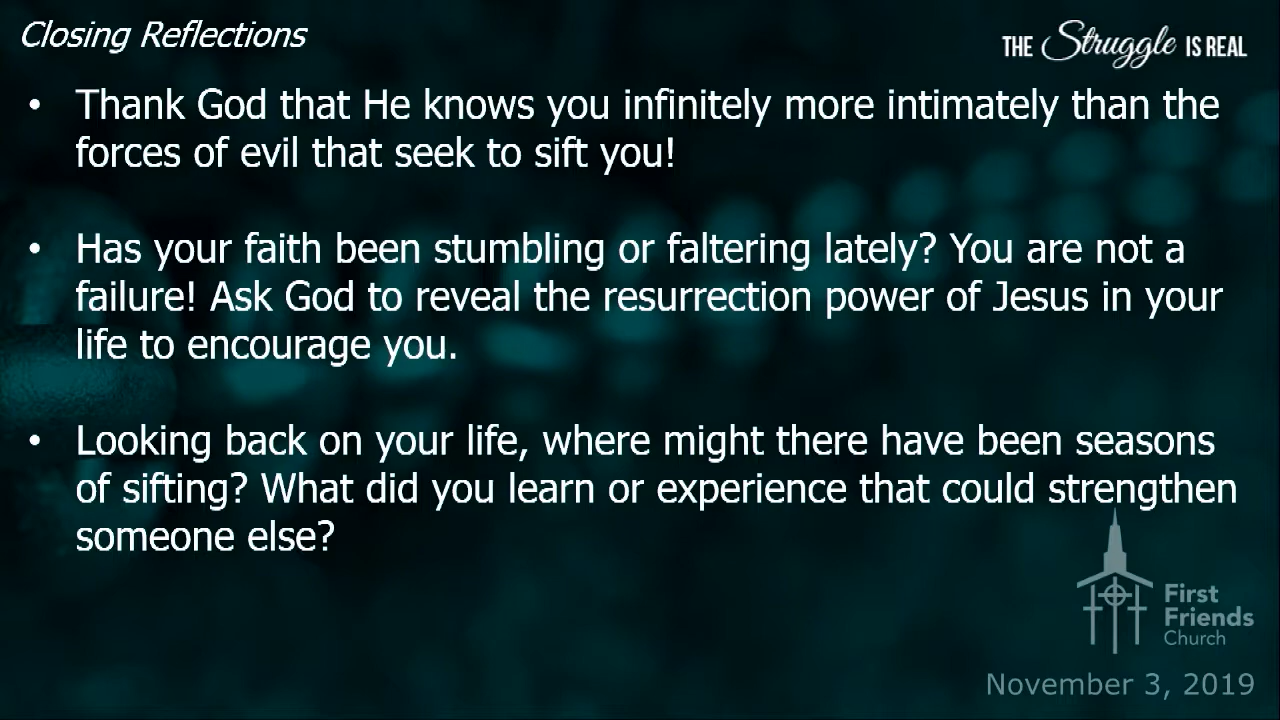 Closing Reflections
THE Struggle IS REAL
• Thank God that He knows you infinitely more intimately than the
forces of evil that seek to sift you!
• Has your faith been stumbling or faltering lately? You are not a
failure! Ask God to reveal the resurrection power of Jesus in your
life to encourage you.
• Looking back on your life, where might there have been seasons
of sifting? What did you learn or experience that could strengthen
someone else?
First
Friends
Church
November 3, 2019